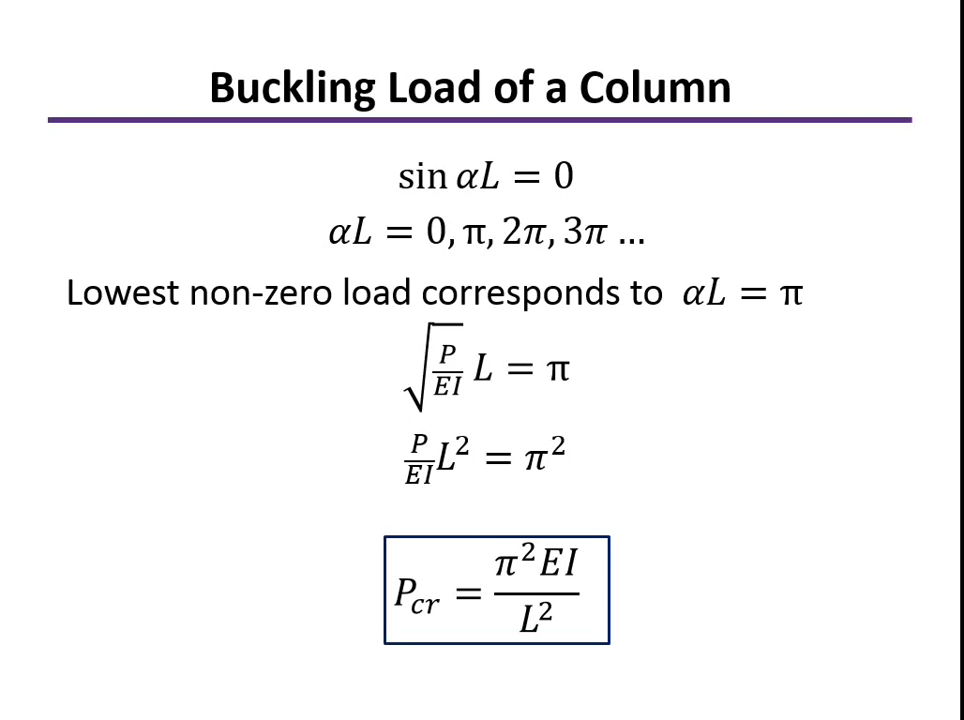 Buckling Load of a Column
sin αL = 0
αL = 0, π, 2π, 3π …
Lowest non-zero load corresponds to αL = π
√(P/EI) L = π
P/EI L² = π²
P_cr = π²EI/L²